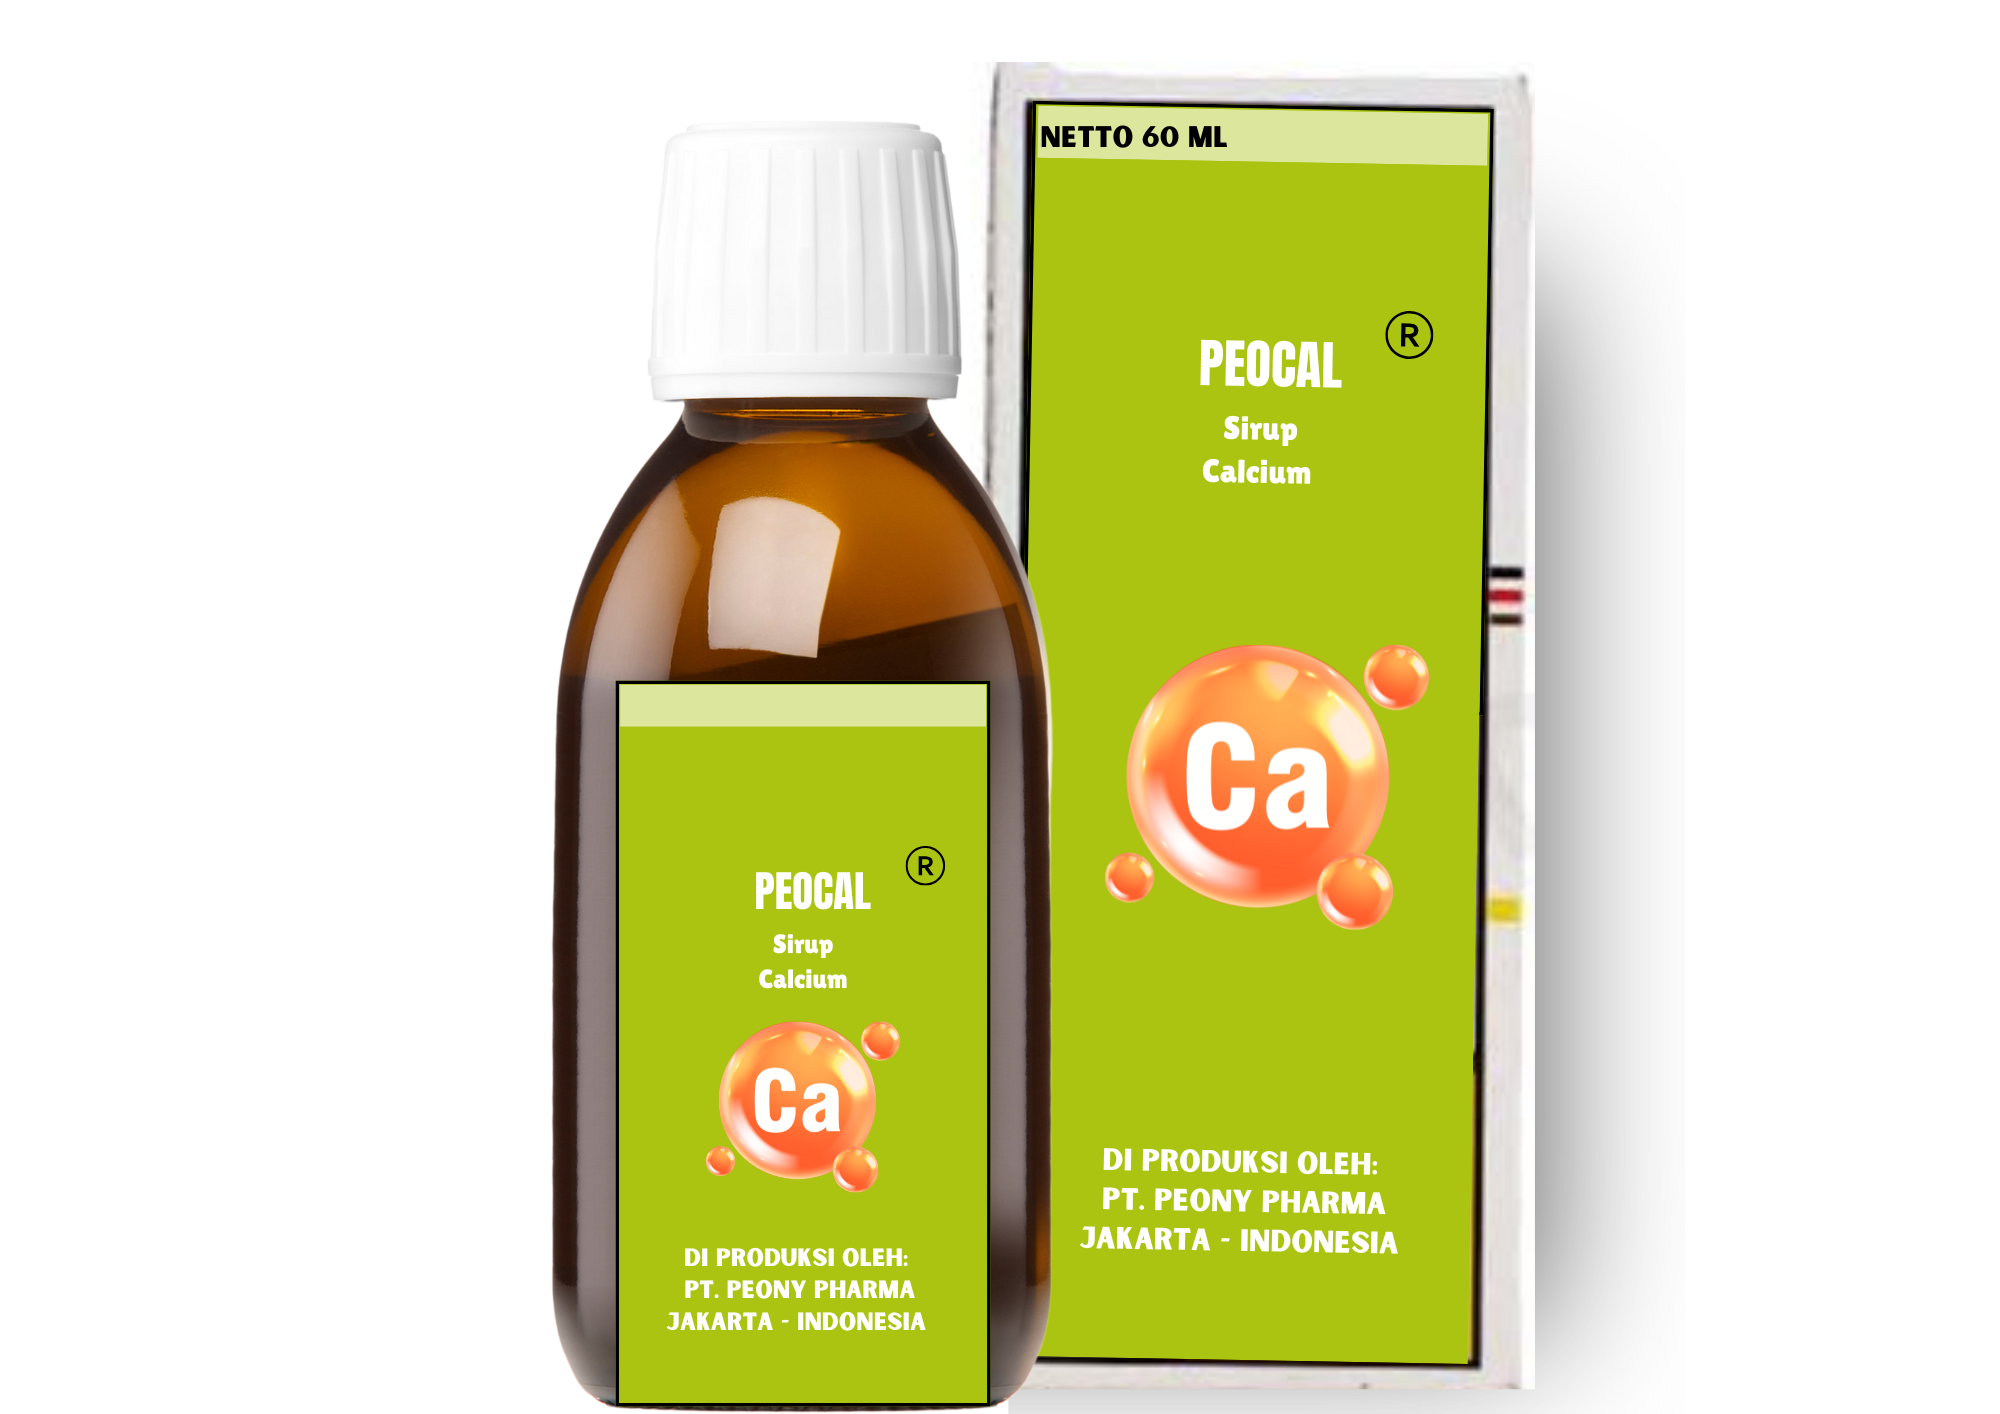 NETTO 60 ML
PEOCAL ®
Sirup
Calcium
Ca
DI PRODUKSI OLEH:
PT. PEONY PHARMA
JAKARTA - INDONESIA
PEOCAL ®
Sirup
Calcium
Ca
DI PRODUKSI OLEH:
PT. PEONY PHARMA
JAKARTA - INDONESIA